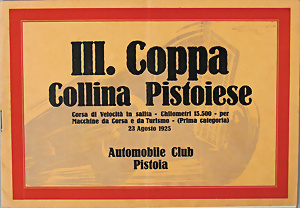 III. Coppa
Collina Pistoiese
Corsa di Velocità in salita - Chilometri 15.500 - per
Macchine da Corsa e da Turismo - (Prima categoria)
23 Agosto 1925
Automobile Club
Pistoia